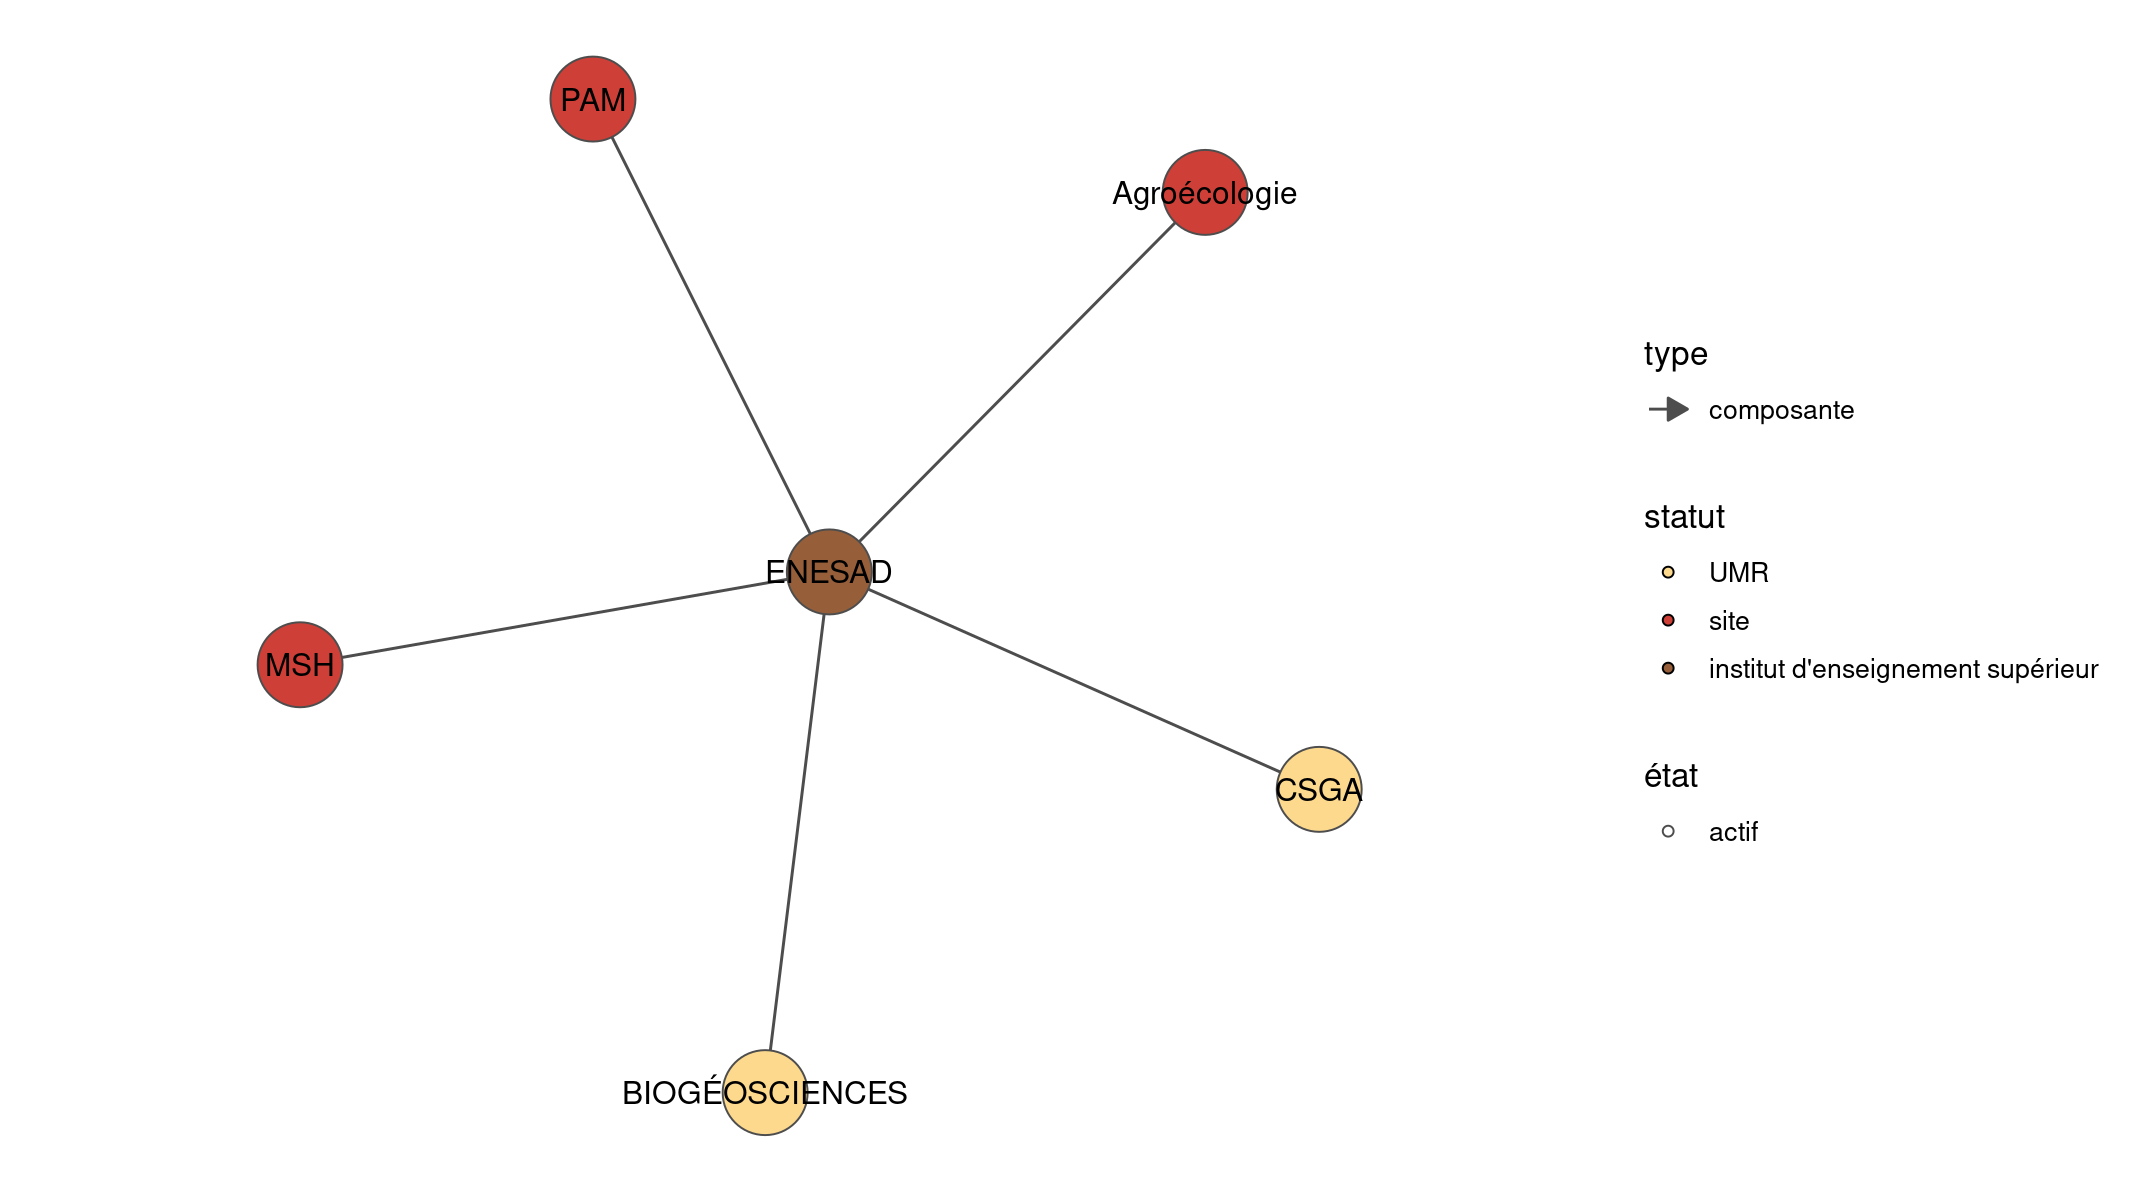 PAM
Agroécologie
ENESAD
MSH
CSGA
BIOGÉOSCIENCES
type
composante
statut
UMR
site
institut d'enseignement supérieur
état
actif